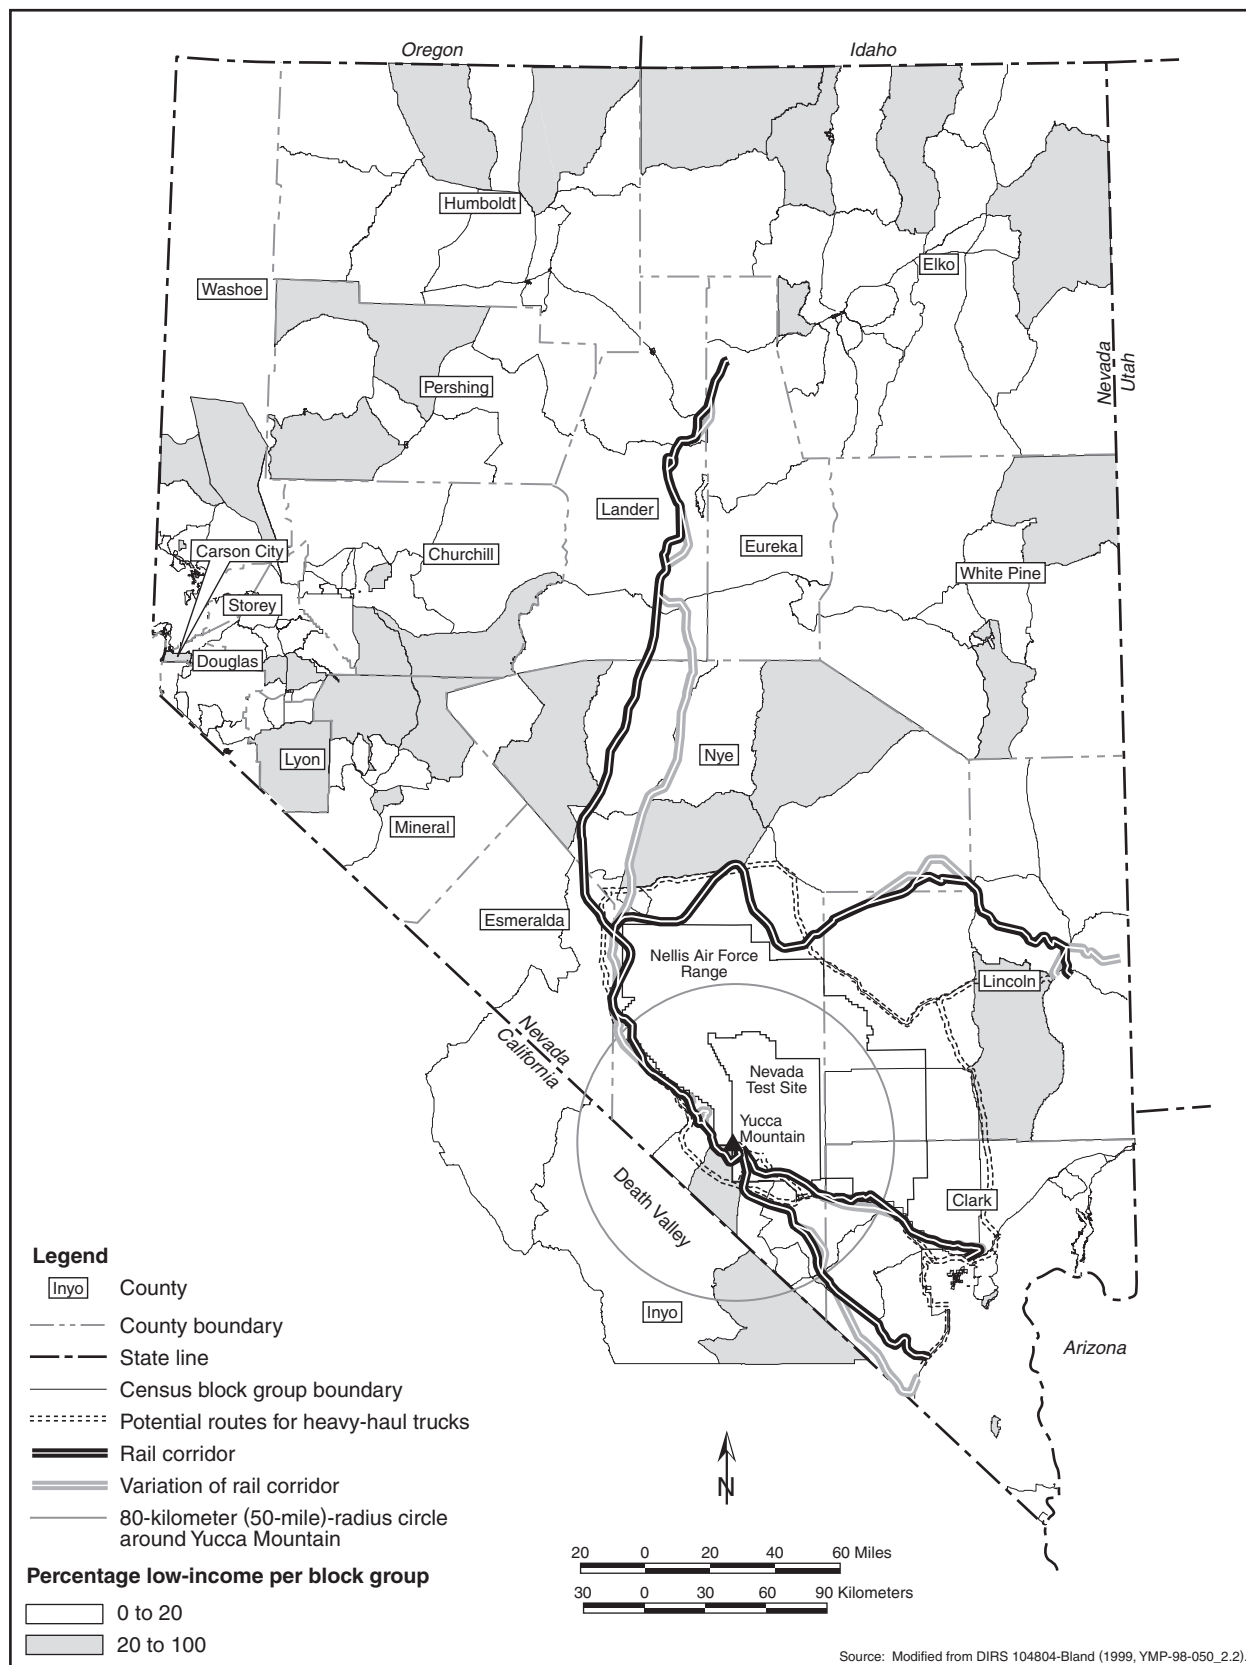 Oregon
Idaho
Humboldt
Elko
Washoe
Nevada
Utah
Pershing
Lander
Carson City
Churchill
Eureka
White Pine
Storey
Douglas
Nye
Lyon
Mineral
Esmeralda
Nellis Air Force
Range
Lincoln
Nevada
California
Nevada
Test Site
Yucca
Mountain
Death Valley
Clark
Inyo
Arizona
Legend
Inyo County
County boundary
State line
Census block group boundary
Potential routes for heavy-haul trucks
Rail corridor
Variation of rail corridor
80-kilometer (50-mile)-radius circle
around Yucca Mountain
Percentage low-income per block group
0 to 20
20 to 100
N
20 0 20 40 60 Miles
30 0 30 60 90 Kilometers
Source: Modified from DIRS 104804-Bland (1999, YMP-98-050_2.2).